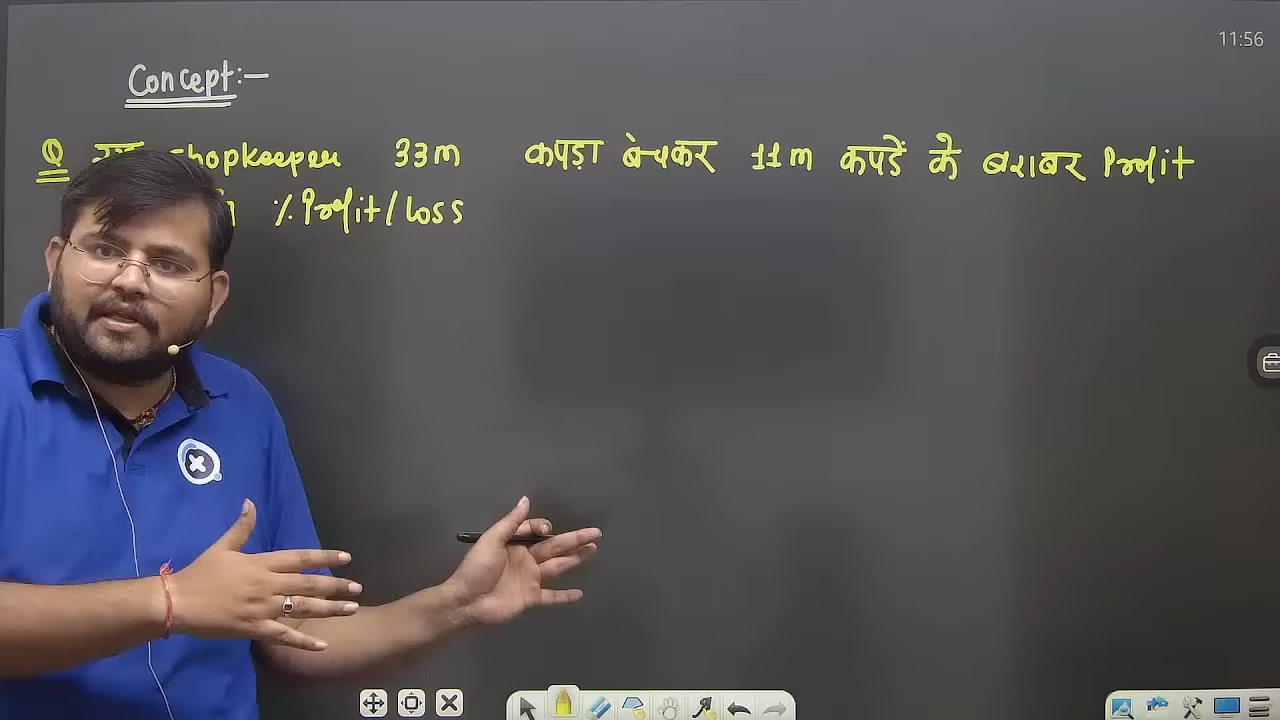 11:56
Concept:-
Q shopkeeper 33m कपड़ा बेचकर 11m कपड़ें के बराबर Profit
% Profit/Loss